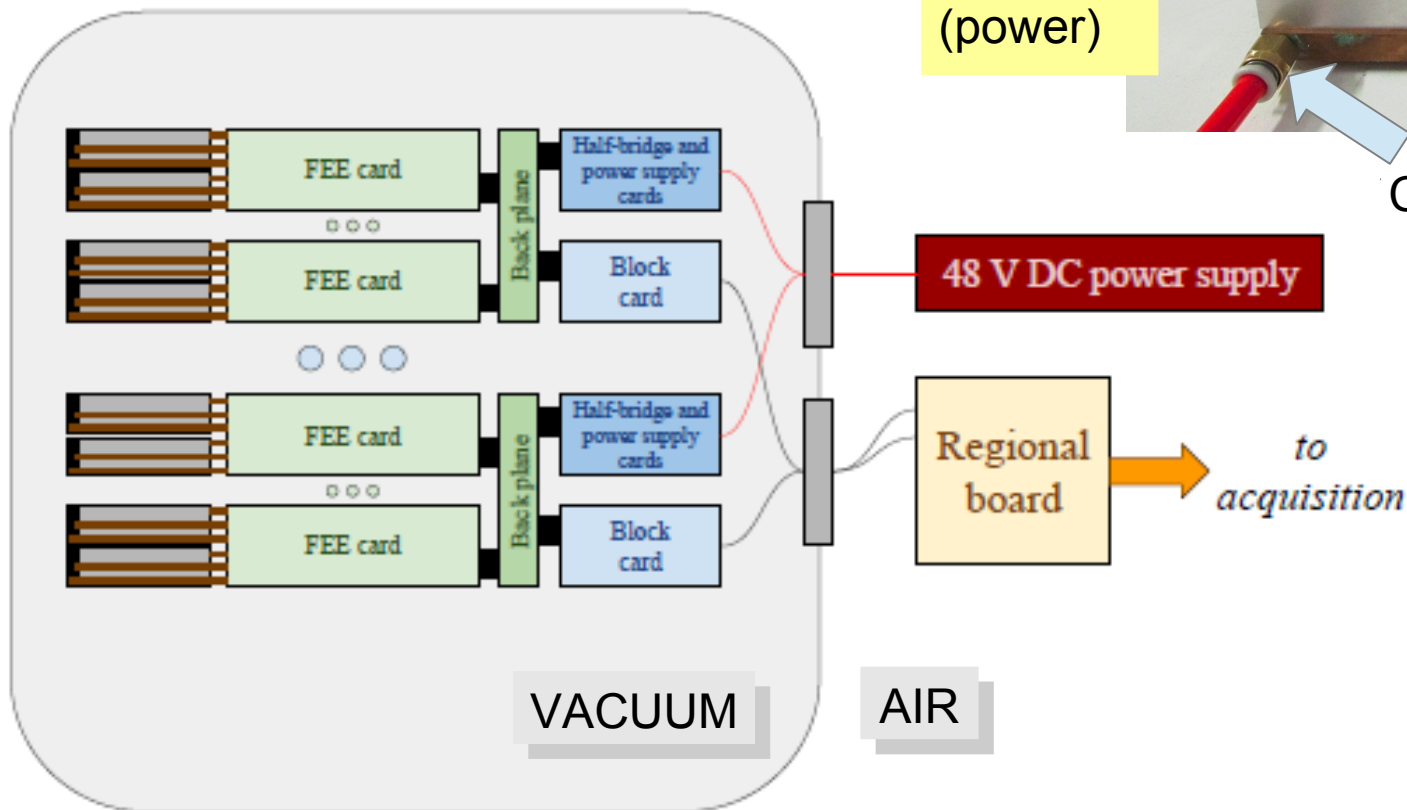 (power)
FEE card
Back plane
Half-bridge and
power supply
cards
FEE card
Block
card
48 V DC power supply
FEE card
Back plane
Half-bridge and
power supply
cards
FEE card
Block
card
Regional
board
to
acquisition
VACUUM
AIR